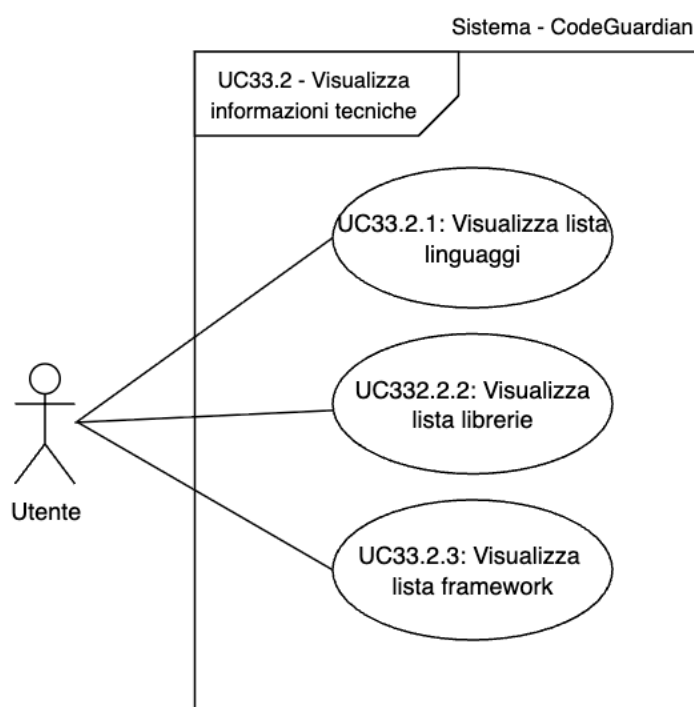 Sistema - CodeGuardian
UC33.2 - Visualizza
informazioni tecniche
UC33.2.1: Visualizza lista
linguaggi
UC332.2.2: Visualizza
lista librerie
Utente
UC33.2.3: Visualizza
lista framework